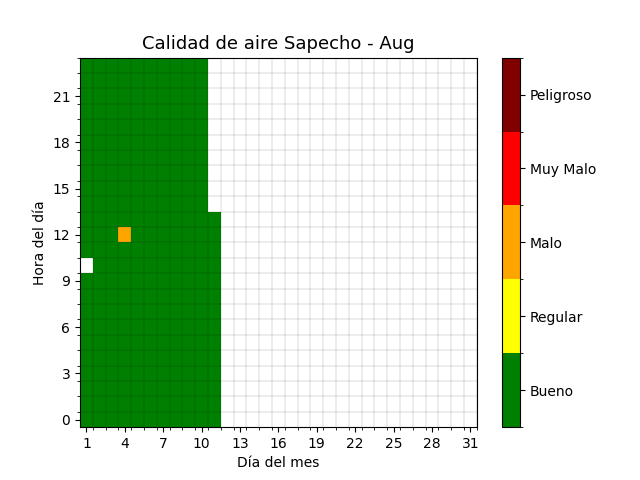 Calidad de aire Sapecho - Aug
Hora del día
21
18
15
12
9
6
3
0
1 4 7 10 13 16 19 22 25 28 31
Día del mes
Peligroso
Muy Malo
Malo
Regular
Bueno